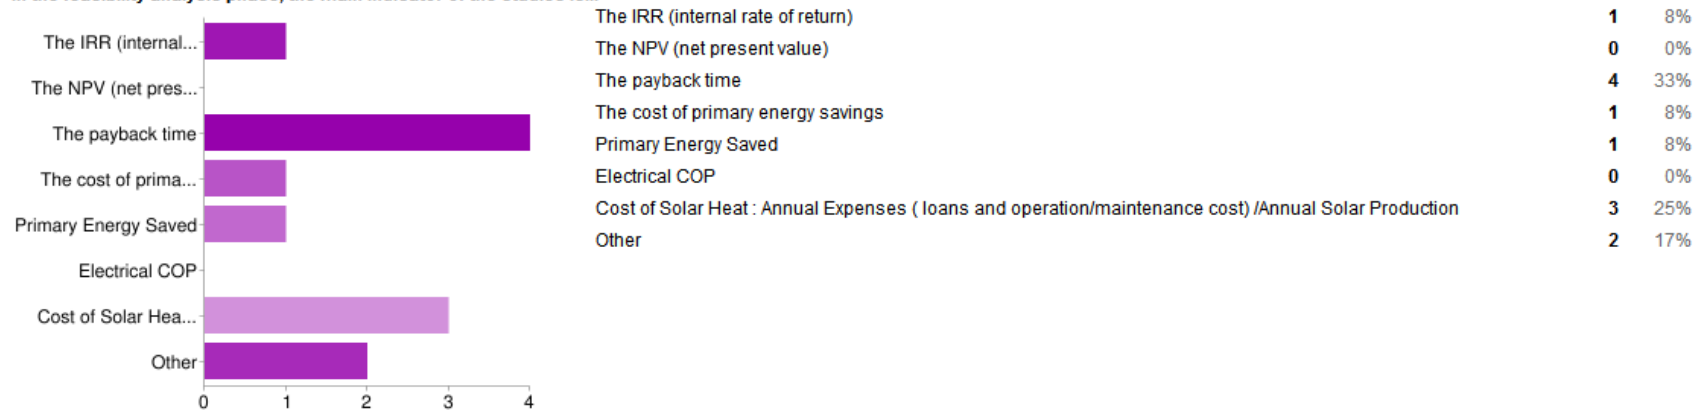 The IRR (internal...
The NPV (net pres...
The payback time
The cost of prima...
Primary Energy Saved
Electrical COP
Cost of Solar Hea...
Other
0 1 2 3 4
The IRR (internal rate of return) 1 8%
The NPV (net present value) 0 0%
The payback time 4 33%
The cost of primary energy savings 1 8%
Primary Energy Saved 1 8%
Electrical COP 0 0%
Cost of Solar Heat : Annual Expenses ( loans and operation/maintenance cost) /Annual Solar Production 3 25%
Other 2 17%